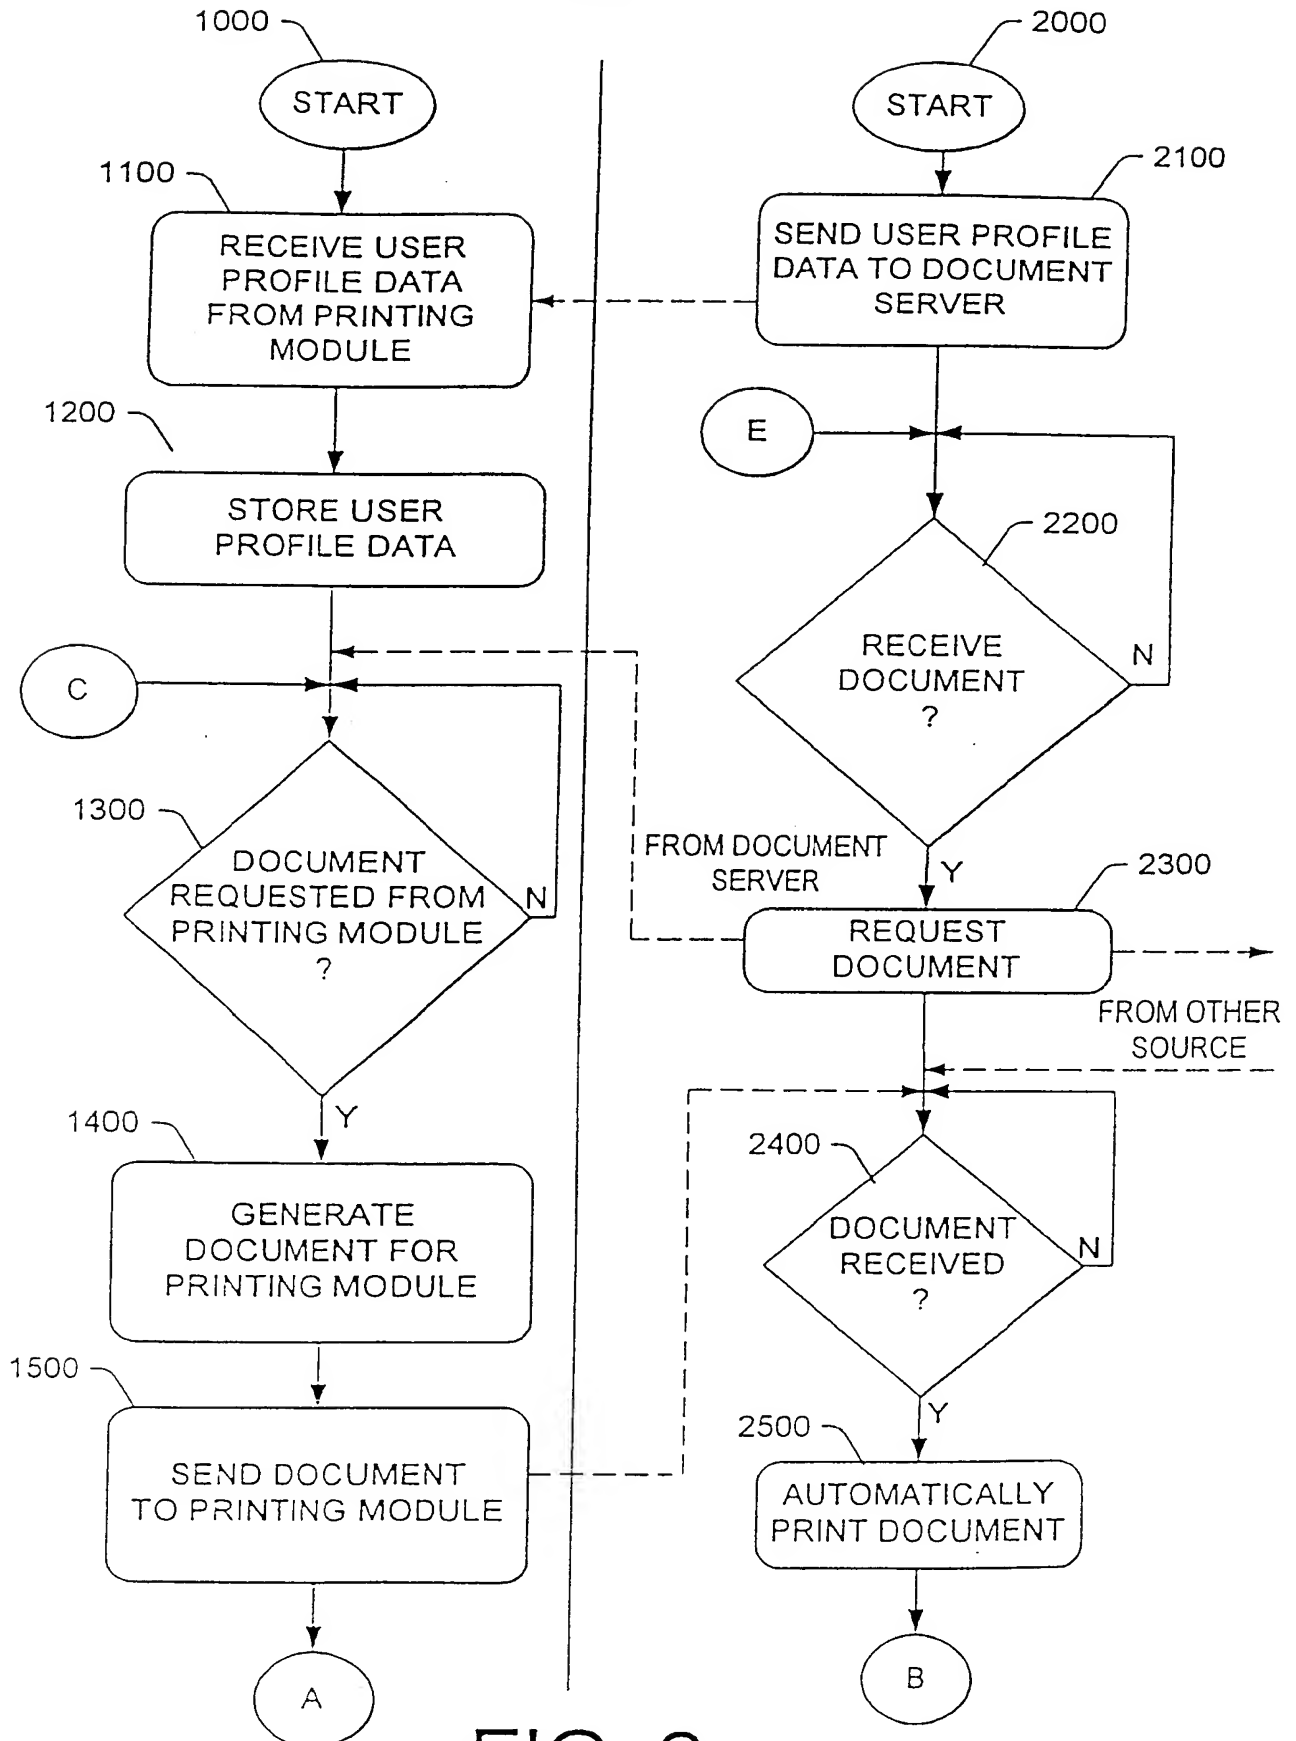 1000
START
1100
RECEIVE USER
PROFILE DATA
FROM PRINTING
MODULE
1200
STORE USER
PROFILE DATA
C
1300
DOCUMENT
REQUESTED FROM
PRINTING MODULE
?
N
Y
1400
GENERATE
DOCUMENT FOR
PRINTING MODULE
1500
SEND DOCUMENT
TO PRINTING MODULE
A
2000
START
2100
SEND USER PROFILE
DATA TO DOCUMENT
SERVER
E
2200
RECEIVE
DOCUMENT
?
N
Y
FROM DOCUMENT
SERVER
2300
REQUEST
DOCUMENT
FROM OTHER
SOURCE
2400
DOCUMENT
RECEIVED
?
N
Y
2500
AUTOMATICALLY
PRINT DOCUMENT
B